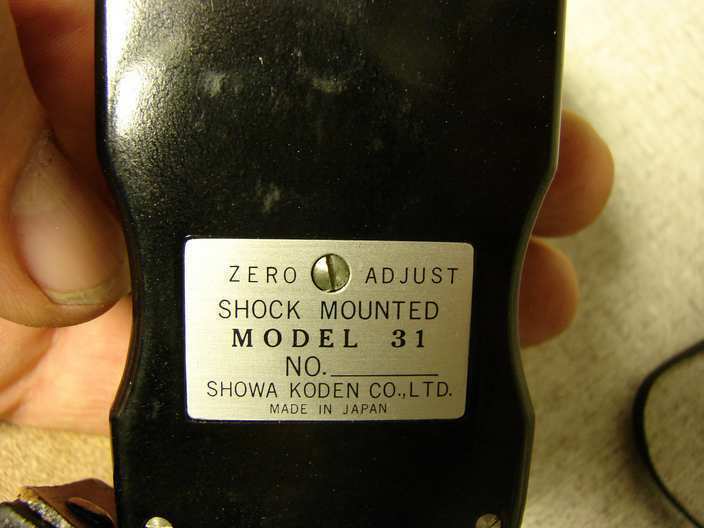 ZERO ADJUST
SHOCK MOUNTED
MODEL 31
NO.
SHOWA KODEN CO.,LTD.
MADE IN JAPAN